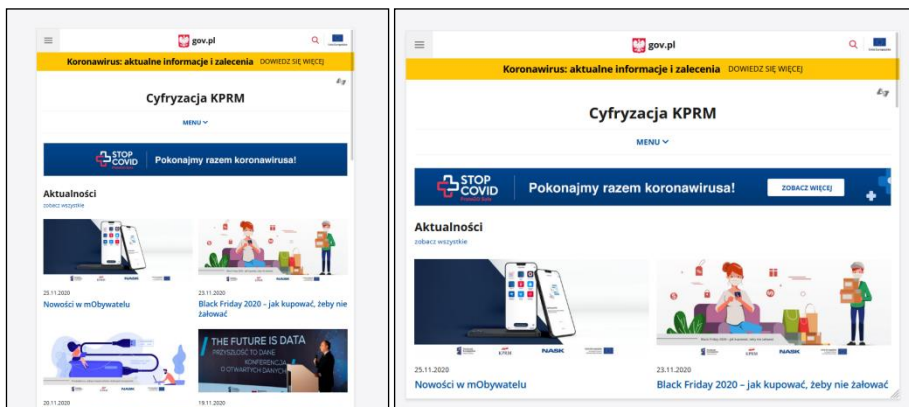 gov.pl
Koronawirus: aktualne informacje i zalecenia DOWIEDZ SIĘ WIĘCEJ
Cyfryzacja KPRM
MENU
STOP COVID
Pokonajmy razem koronawirusa!
Aktualności
zobacz wszystkie
25.11.2020
Nowości w mObywatelu
23.11.2020
Black Friday 2020 – jak kupować, żeby nie
żałować
THE FUTURE IS DATA
PRZYSZŁOŚĆ TO DANE
KONFERENCJA
O OTWARTYCH DANYCH
20.11.2020
19.11.2020
gov.pl
Koronawirus: aktualne informacje i zalecenia DOWIEDZ SIĘ WIĘCEJ
Cyfryzacja KPRM
MENU
STOP COVID
Pokonajmy razem koronawirusa!
ZOBACZ WIĘCEJ
Aktualności
zobacz wszystkie
KPRM
NASK
KPRM
NASK
25.11.2020
Nowości w mObywatelu
23.11.2020
Black Friday 2020 – jak kupować, żeby nie żałować